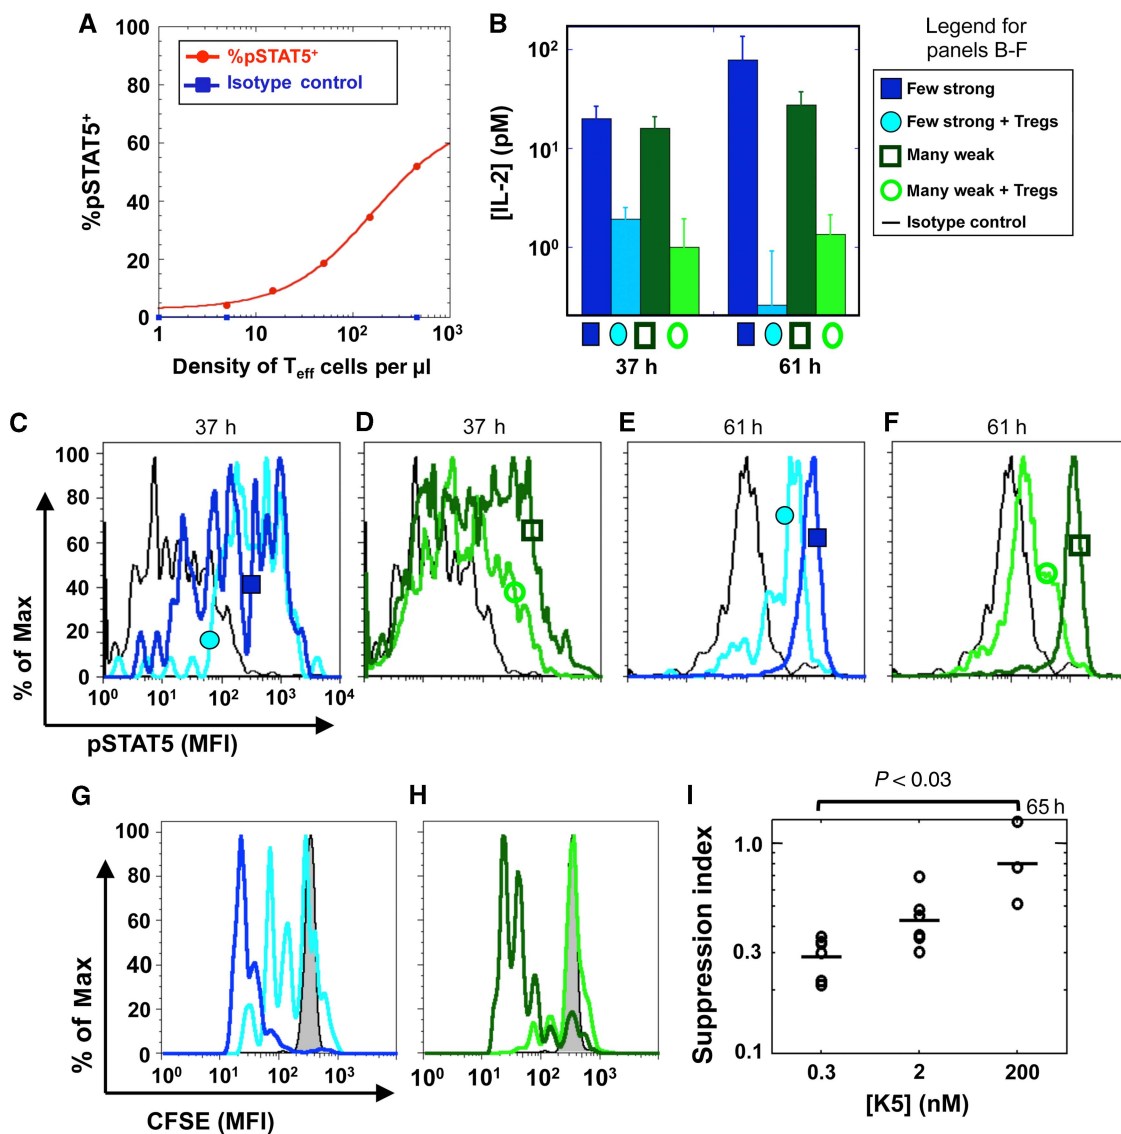 A
%pSTAT5⁺
100
80
60
40
20
0
1
10
10²
10³
Density of T_eff cells per µl
%pSTAT5⁺
Isotype control
B
[IL-2] (pM)
10²
10¹
10⁰
37 h
61 h
Legend for
panels B-F
Few strong
Few strong + Tregs
Many weak
Many weak + Tregs
Isotype control
C
37 h
D
37 h
E
61 h
F
61 h
% of Max
100
80
60
40
20
0
10⁰ 10¹ 10² 10³ 10⁴
pSTAT5 (MFI)
G
H
% of Max
100
80
60
40
20
0
10⁰ 10¹ 10² 10³
10⁰ 10¹ 10² 10³
CFSE (MFI)
I
P < 0.03
65 h
Suppression index
1.0
0.3
0.1
0.3 2 200
[K5] (nM)